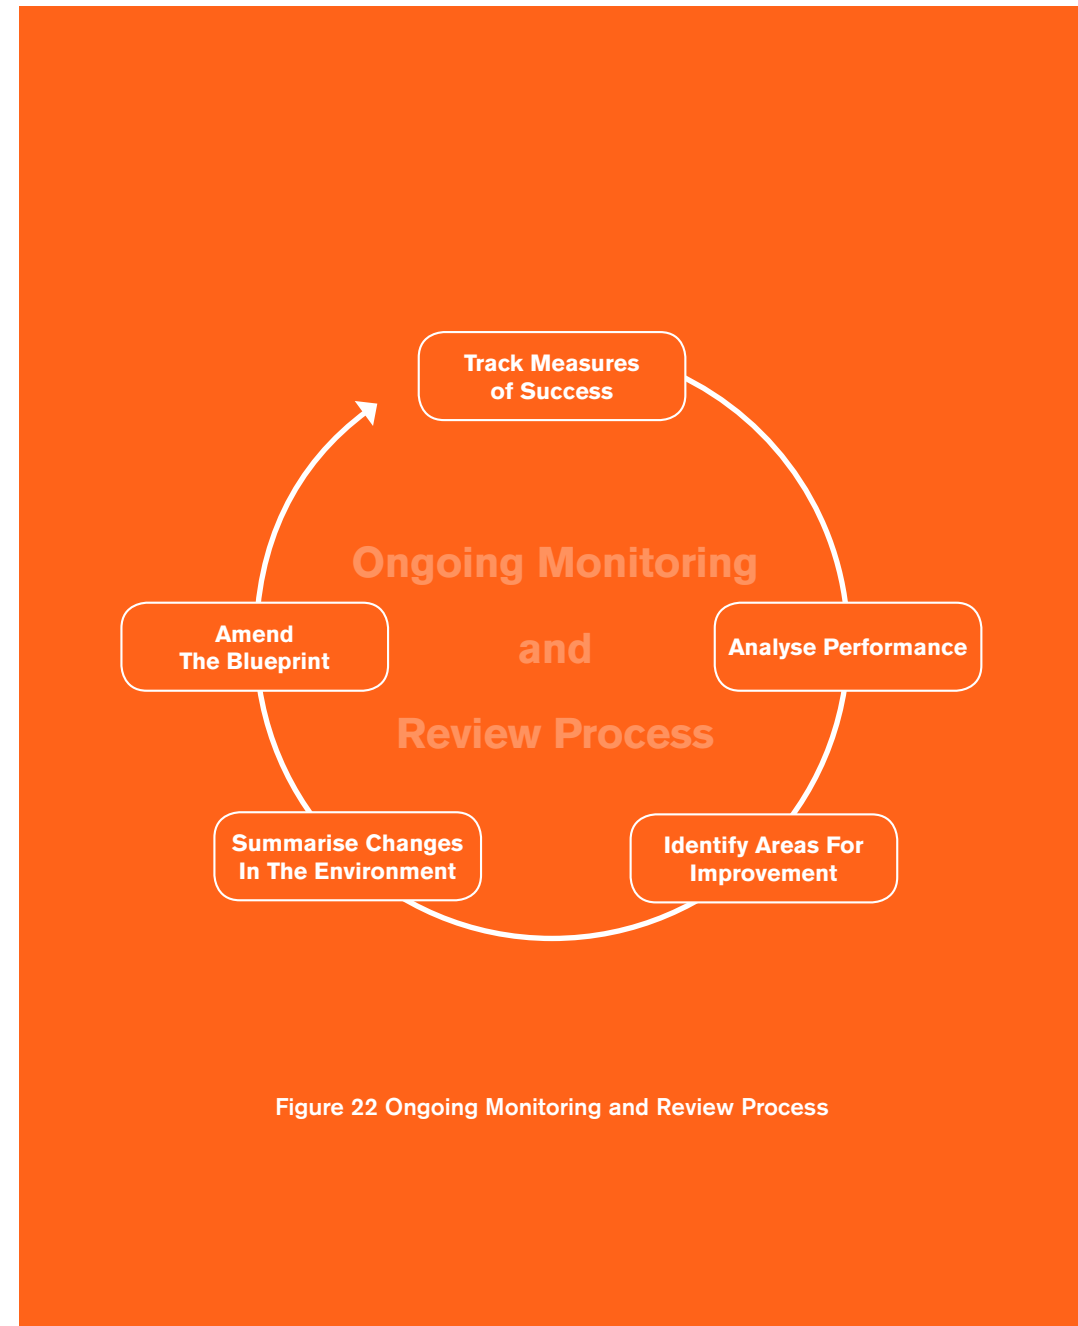 Track Measures
of Success
Ongoing Monitoring
and
Review Process
Amend
The Blueprint
Analyse Performance
Summarise Changes
In The Environment
Identify Areas For
Improvement
Figure 22 Ongoing Monitoring and Review Process